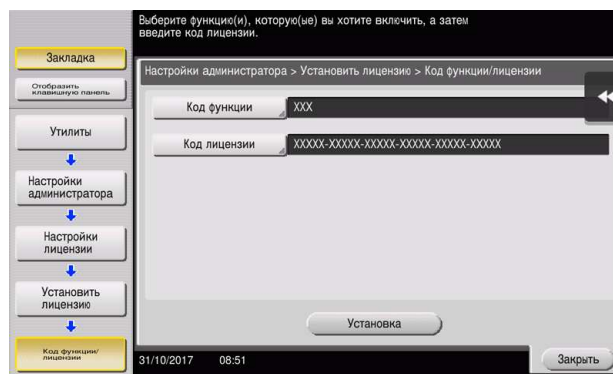 Выберите функцию(и), которую(ые) вы хотите включить, а затем
введите код лицензии.
Закладка
Отобразить
клавишную панель
Утилиты
Настройки
администратора
Настройки
лицензии
Установить
лицензию
Код функции/
лицензии
Настройки администратора > Установить лицензию > Код функции/лицензии
Код функции XXX
Код лицензии XXXXX-XXXXX-XXXXX-XXXXX-XXXXX-XXXXX
Установка
31/10/2017 08:51
Закрыть